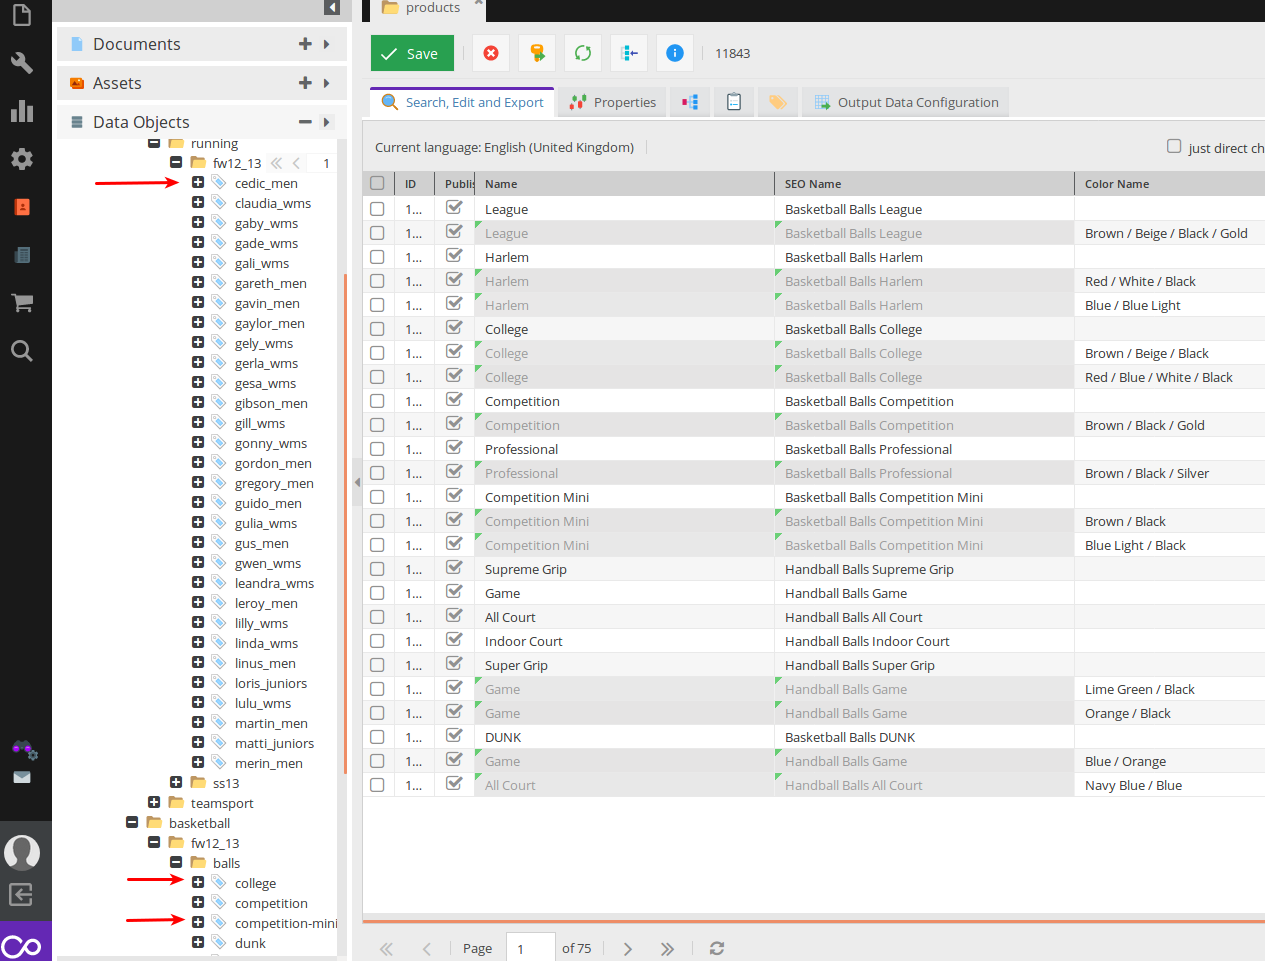 products
Documents
Assets
Data Objects
running
fw12_13
1
cedic_men
claudia_wms
gaby_wms
gade_wms
gali_wms
gareth_men
gavin_men
gaylor_men
gely_wms
gerla_wms
gesa_wms
gibson_men
gill_wms
gonny_wms
gordon_men
gregory_men
guido_men
gulia_wms
gus_men
gwen_wms
leandra_wms
leroy_men
lilly_wms
linda_wms
linus_men
loris_juniors
lulu_wms
martin_men
matti_juniors
merin_men
ss13
teamsport
basketball
fw12_13
balls
college
competition
competition-mini
dunk
Save
11843
Search, Edit and Export
Properties
Output Data Configuration
Current language: English (United Kingdom)
just direct ch
ID Publis Name SEO Name Color Name
1... League Basketball Balls League
1... League Basketball Balls League Brown / Beige / Black / Gold
1... Harlem Basketball Balls Harlem
1... Harlem Basketball Balls Harlem Red / White / Black
1... Harlem Basketball Balls Harlem Blue / Blue Light
1... College Basketball Balls College
1... College Basketball Balls College Brown / Beige / Black
1... College Basketball Balls College Red / Blue / White / Black
1... Competition Basketball Balls Competition
1... Competition Basketball Balls Competition Brown / Black / Gold
1... Professional Basketball Balls Professional
1... Professional Basketball Balls Professional Brown / Black / Silver
1... Competition Mini Basketball Balls Competition Mini
1... Competition Mini Basketball Balls Competition Mini Brown / Black
1... Competition Mini Basketball Balls Competition Mini Blue Light / Black
1... Supreme Grip Handball Balls Supreme Grip
1... Game Handball Balls Game
1... All Court Handball Balls All Court
1... Indoor Court Handball Balls Indoor Court
1... Super Grip Handball Balls Super Grip
1... Game Handball Balls Game Lime Green / Black
1... Game Handball Balls Game Orange / Black
1... DUNK Basketball Balls DUNK
1... Game Handball Balls Game Blue / Orange
1... All Court Handball Balls All Court Navy Blue / Blue
Page 1 of 75